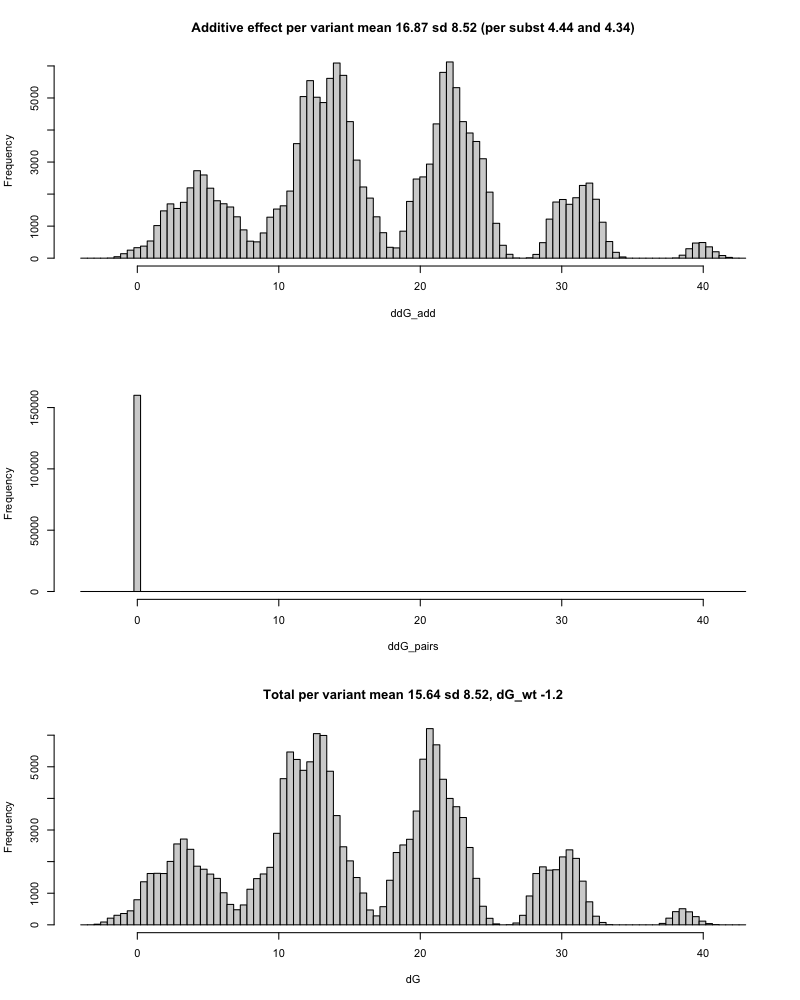 Additive effect per variant mean 16.87 sd 8.52 (per subst 4.44 and 4.34)
Frequency
0 1000 3000 5000
0 10 20 30 40
ddG_add
Frequency
0 50000 100000 150000
0 10 20 30 40
ddG_pairs
Total per variant mean 15.64 sd 8.52, dG_wt -1.2
Frequency
0 1000 3000 5000
0 10 20 30 40
dG